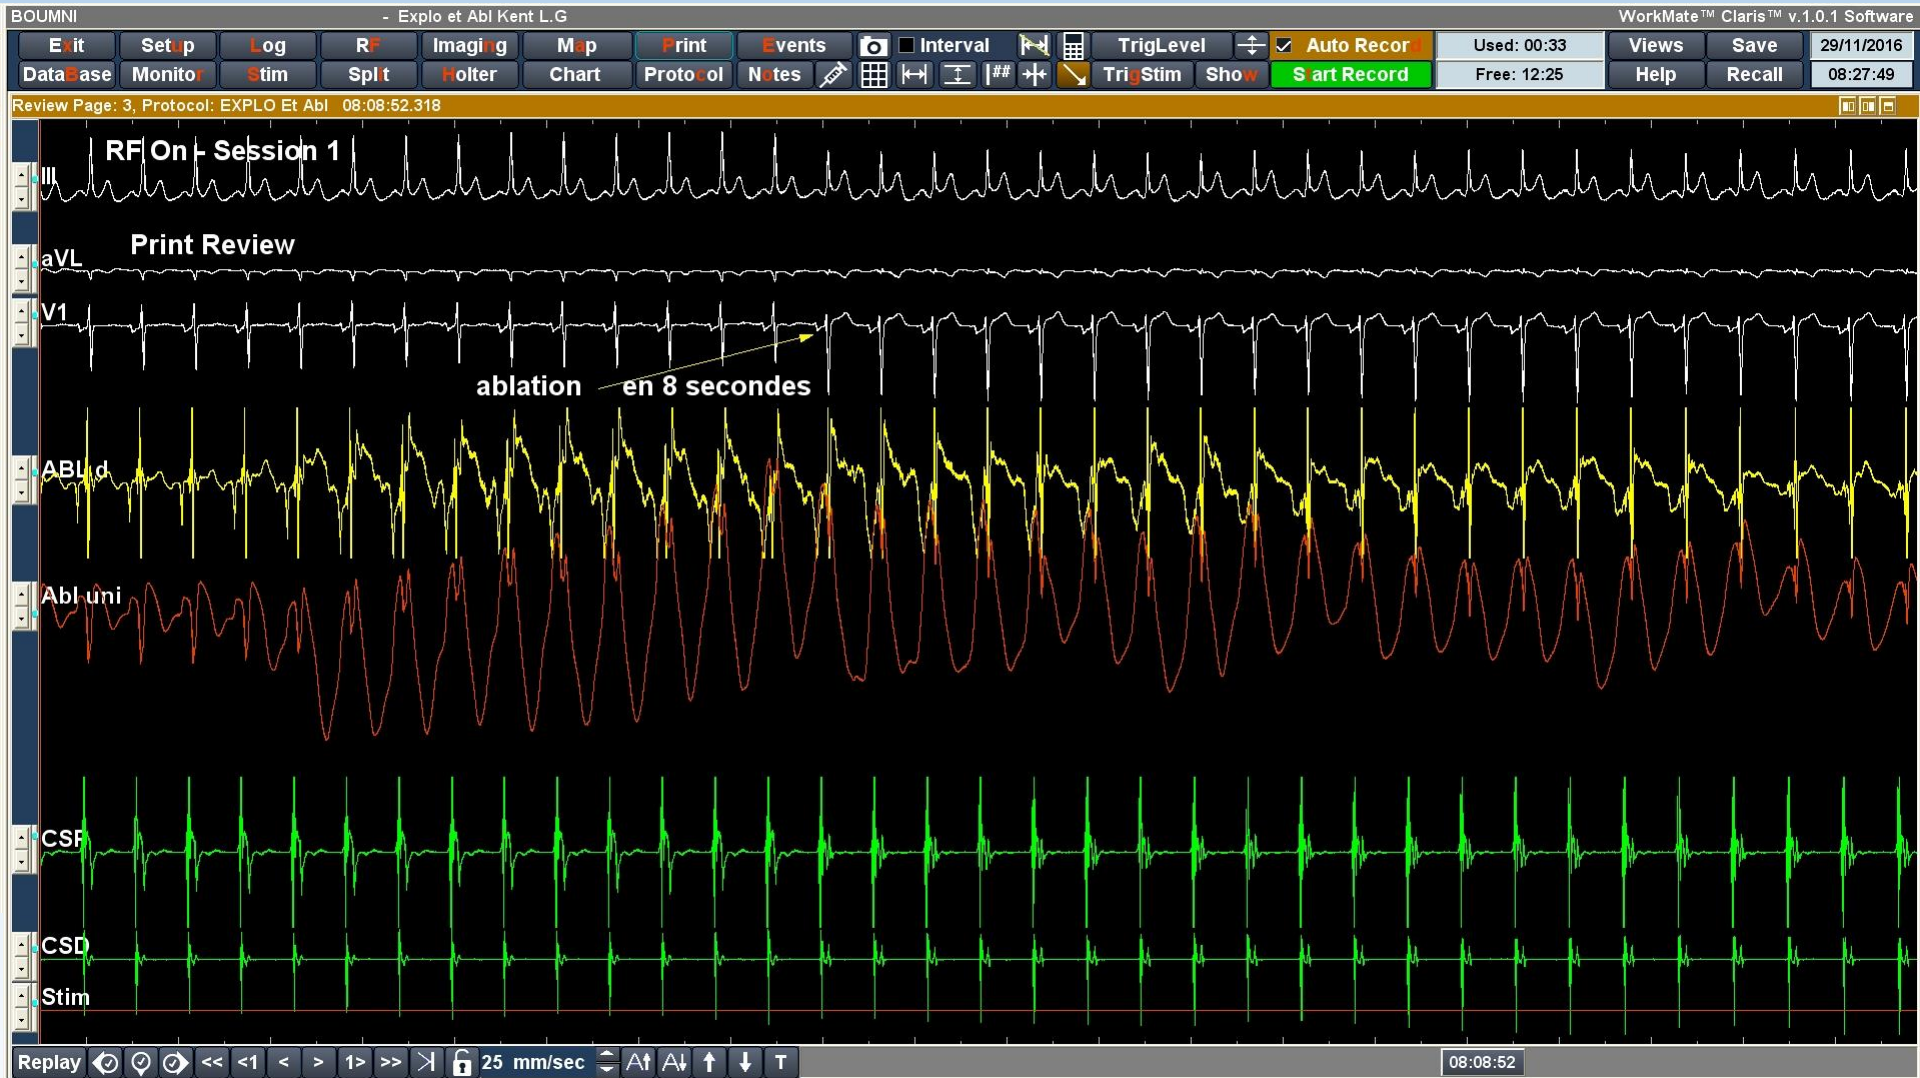 BOUMNI - Explo et Abl Kent L.G WorkMate™ Claris™ v.1.0.1 Software
Exit Setup Log RF Imaging Map Print Events Interval TrigLevel Auto Record Used: 00:33 Views Save 29/11/2016
DataBase Monitor Stim Split Holter Chart Protocol Notes ## TrigStim Show Start Record Free: 12:25 Help Recall 08:27:49
Review Page: 3, Protocol: EXPLO Et Abl 08:08:52.318
RF On - Session 1
III
Print Review
aVL
V1
ablation en 8 secondes
ABL d
Abl uni
CSP
CSD
Stim
Replay << <1 < > 1> >> 25 mm/sec A A T 08:08:52